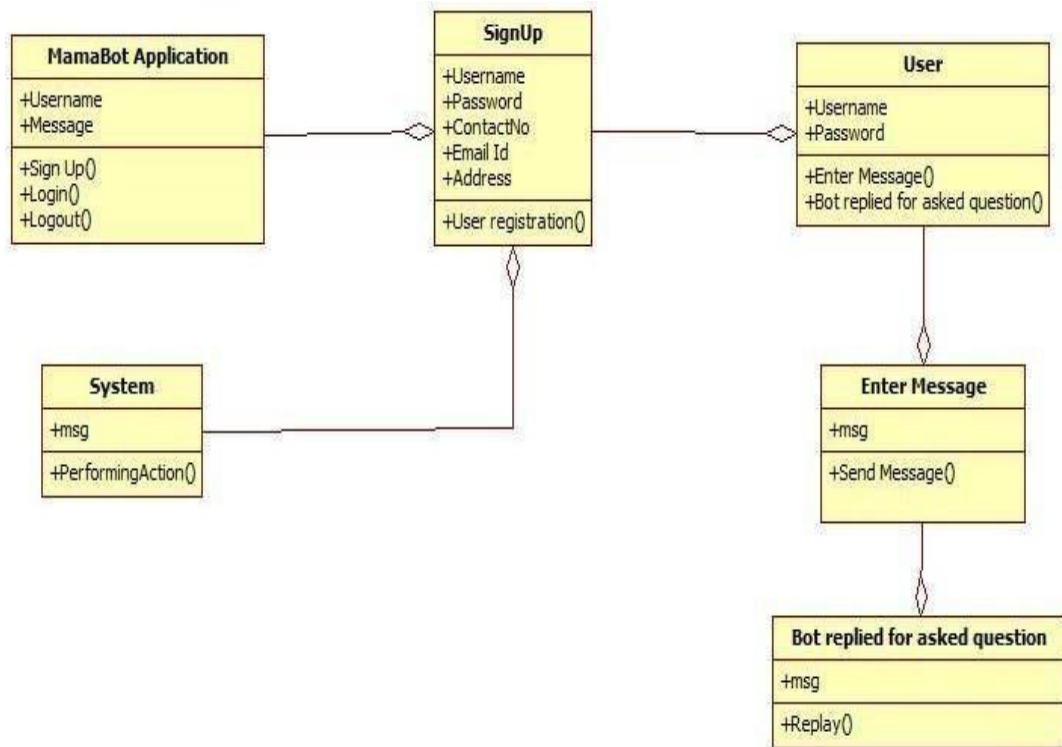 MamaBot Application
+Username
+Message
+Sign Up()
+Login()
+Logout()
SignUp
+Username
+Password
+ContactNo
+Email Id
+Address
+User registration()
User
+Username
+Password
+Enter Message()
+Bot replied for asked question()
System
+msg
+PerformingAction()
Enter Message
+msg
+Send Message()
Bot replied for asked question
+msg
+Replay()